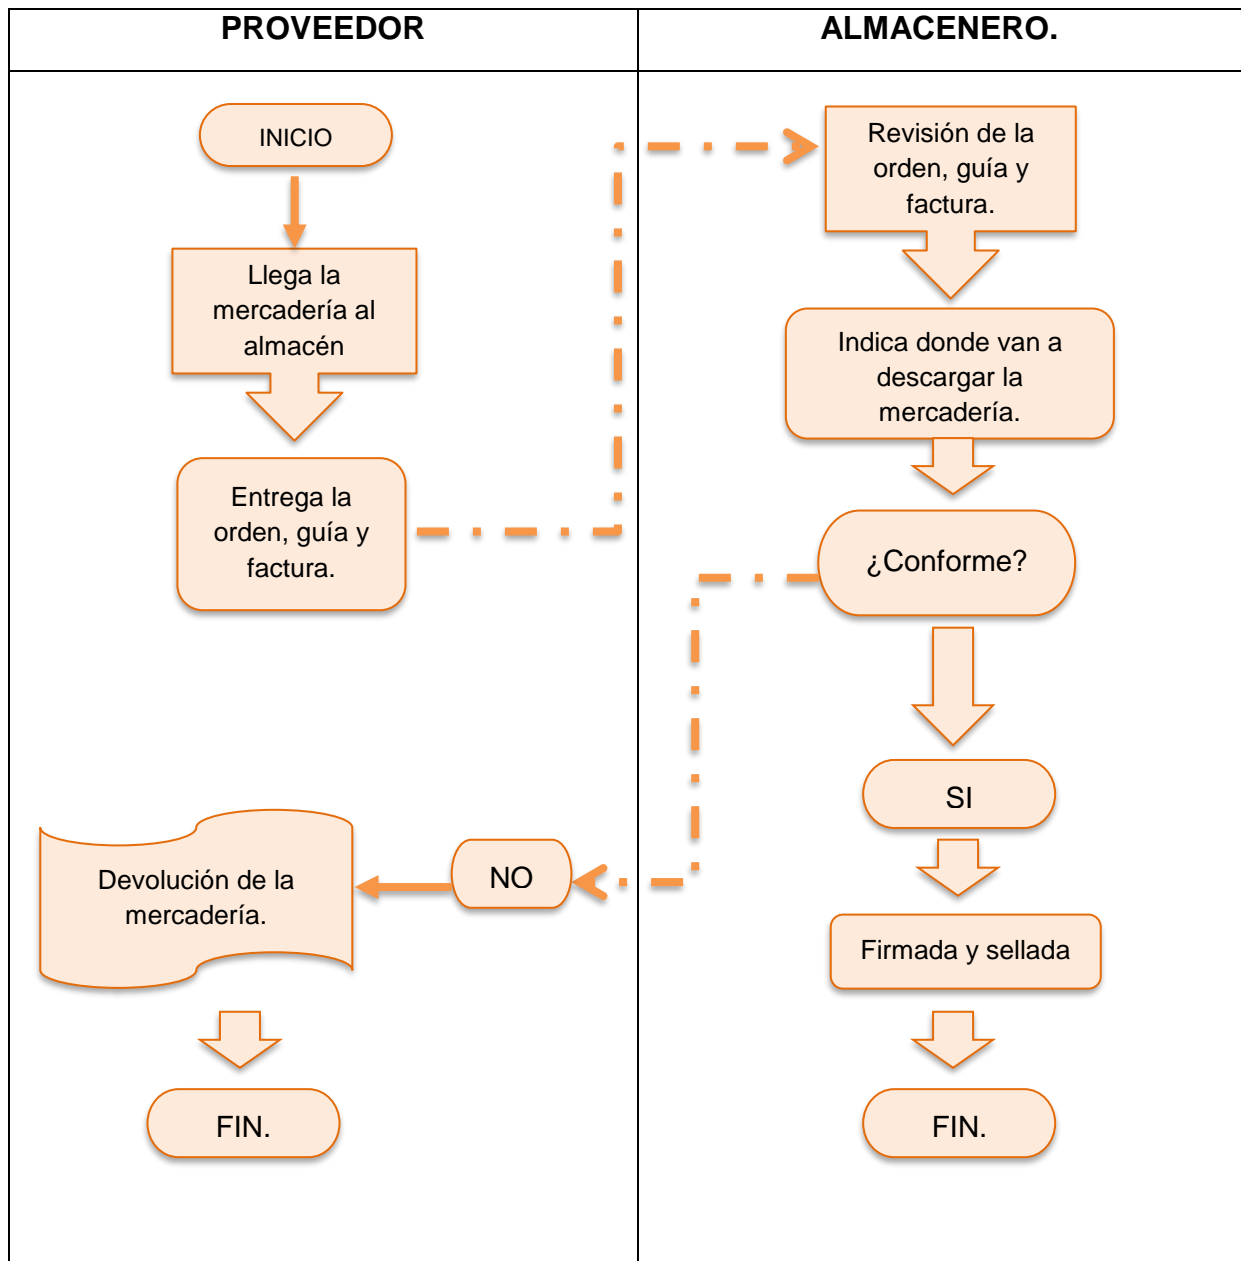 PROVEEDOR
ALMACENERO.
INICIO
Llega la
mercadería al
almacén
Entrega la
orden, guía y
factura.
Revisión de la
orden, guía y
factura.
Indica donde van a
descargar la
mercadería.
¿Conforme?
SI
NO
Devolución de la
mercadería.
Firmada y sellada
FIN.
FIN.